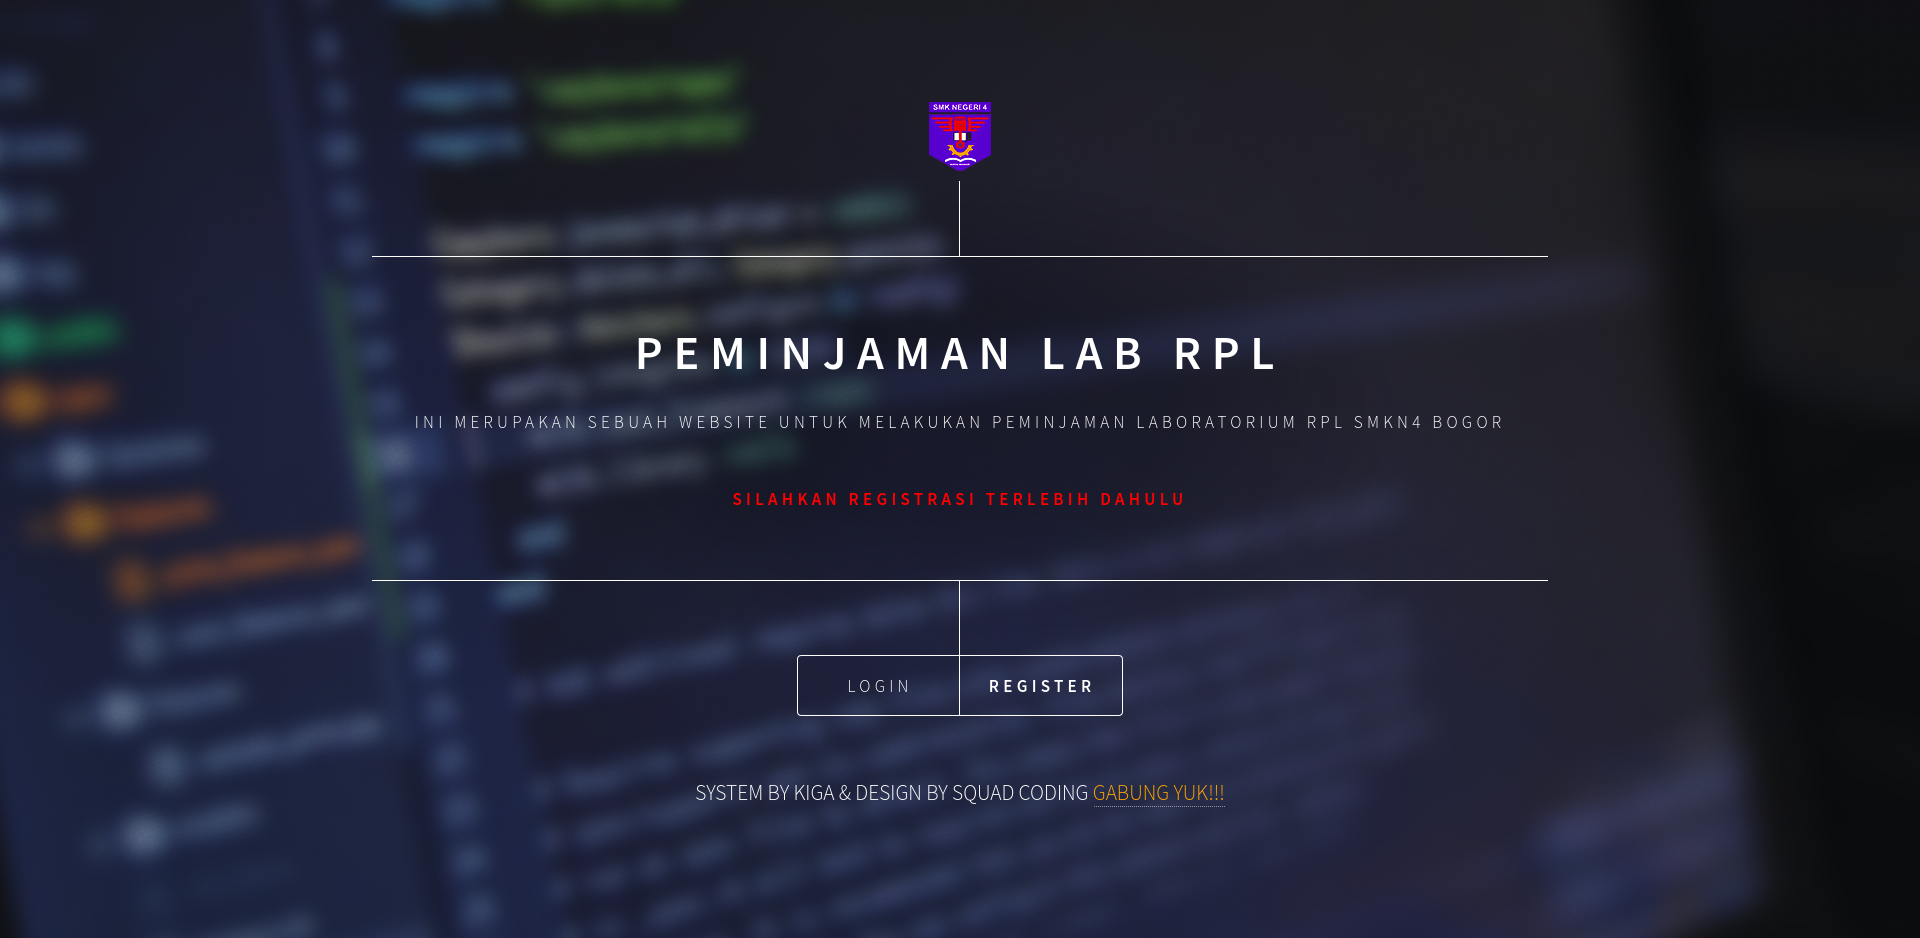 SMK NEGERI 4
PEMINJAMAN LAB RPL
INI MERUPAKAN SEBUAH WEBSITE UNTUK MELAKUKAN PEMINJAMAN LABORATORIUM RPL SMKN4 BOGOR
SILAHKAN REGISTRASI TERLEBIH DAHULU
LOGIN
REGISTER
SYSTEM BY KIGA & DESIGN BY SQUAD CODING GABUNG YUK!!!